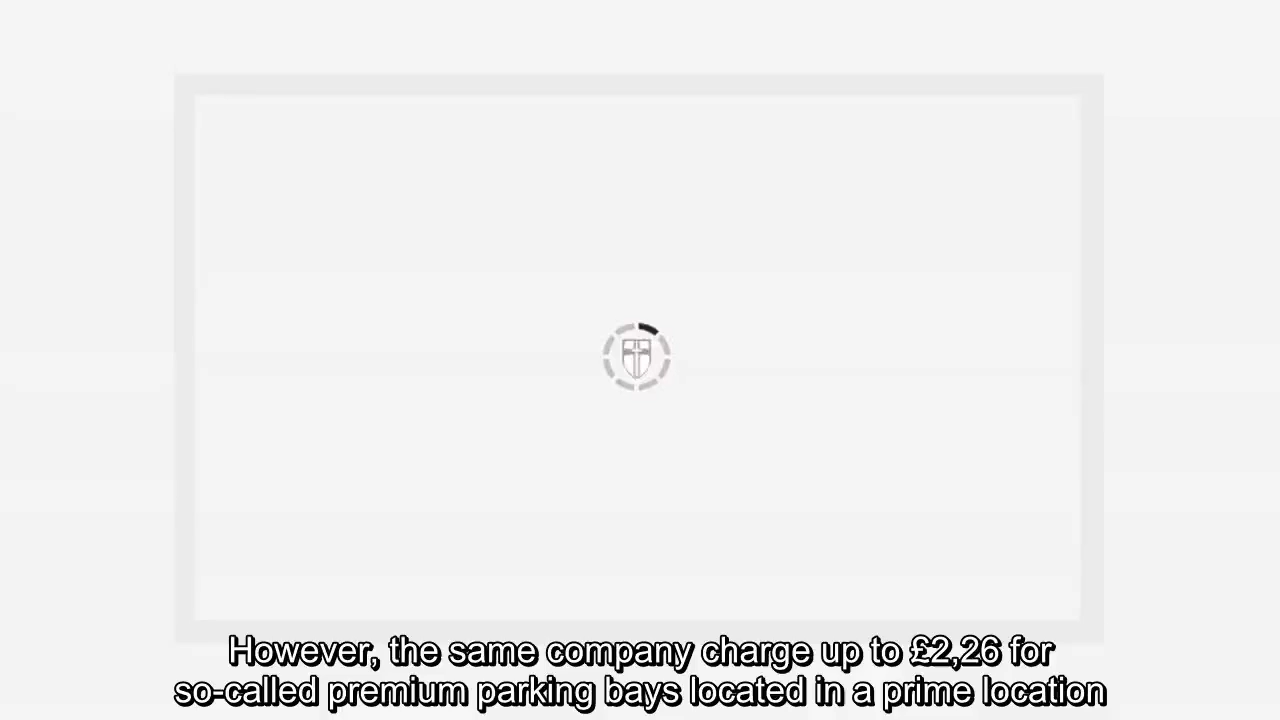 However, the same company charge up to £2,26 for
so-called premium parking bays located in a prime location